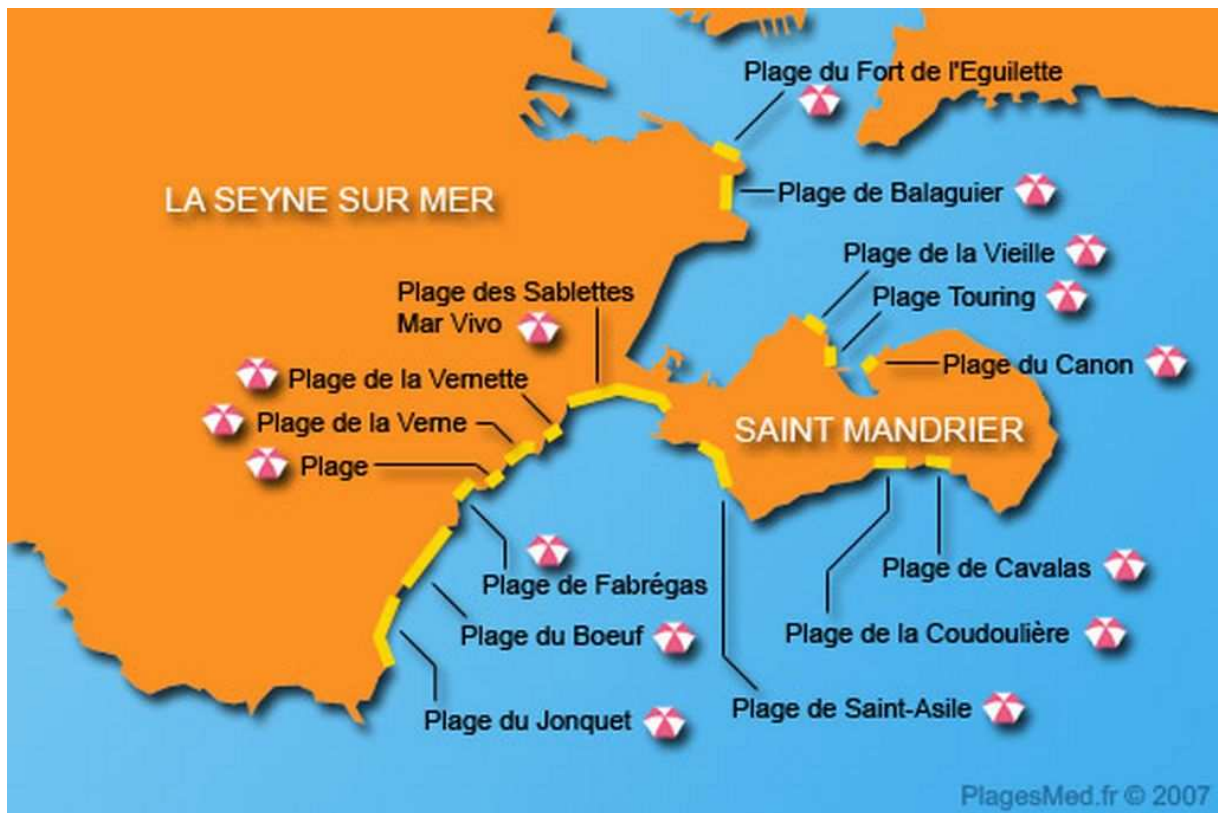 Plage du Fort de l'Eguilette
LA SEYNE SUR MER
Plage de Balaguier
Plage de la Vieille
Plage des Sablettes
Mar Vivo
Plage Touring
Plage du Canon
Plage de la Vernette
Plage de la Verne
SAINT MANDRIER
Plage
Plage de Cavalas
Plage de Fabrégas
Plage du Boeuf
Plage de la Coudoulière
Plage de Saint-Asile
Plage du Jonquet
PlagesMed.fr © 2007